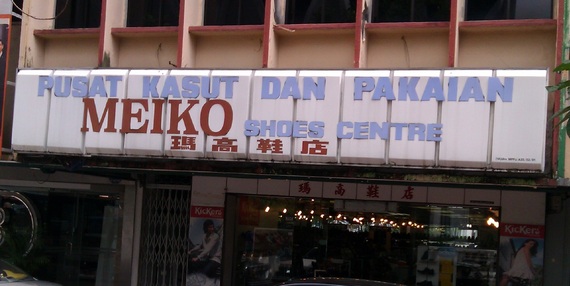 PUSAT KASUT DAN PAKAIAN
MEIKO SHOES CENTRE
瑪高鞋店
瑪高鞋店
KicKers
KicKers